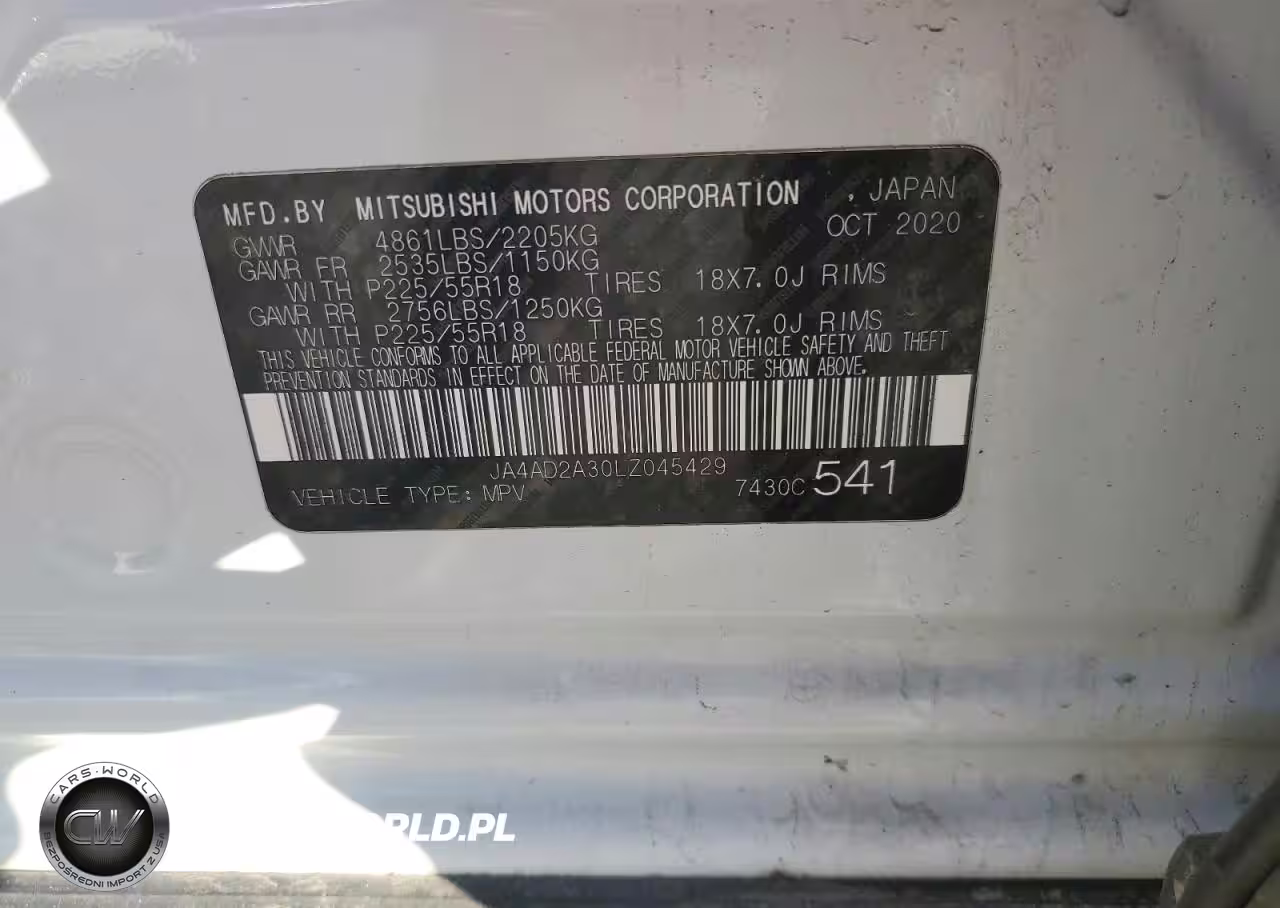 MFD.BY MITSUBISHI MOTORS CORPORATION , JAPAN
GVWR 4861LBS/2205KG OCT 2020
GAWR FR 2535LBS/1150KG
WITH P225/55R18 TIRES 18X7.0J RIMS
GAWR RR 2756LBS/1250KG
WITH P225/55R18 TIRES 18X7.0J RIMS
THIS VEHICLE CONFORMS TO ALL APPLICABLE FEDERAL MOTOR VEHICLE SAFETY AND THEFT
PREVENTION STANDARDS IN EFFECT ON THE DATE OF MANUFACTURE SHOWN ABOVE.
JA4AD2A30LZ045429
VEHICLE TYPE: MPV 7430C 541
CARS-WORLD
CW
BEZPOŚREDNI IMPORT Z USA
RLD.PL